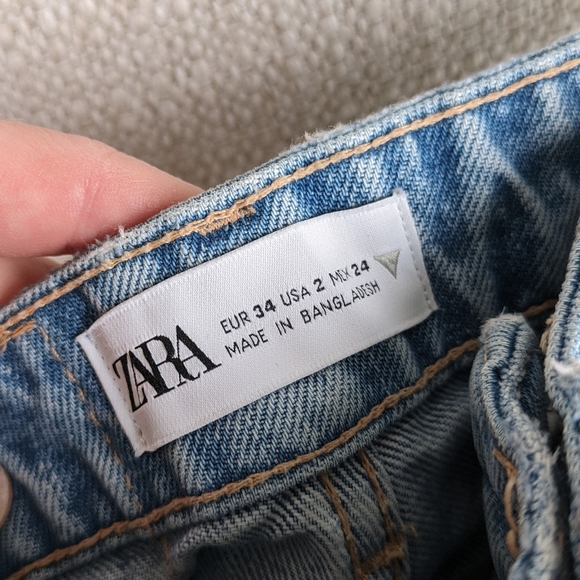 ZARA
EUR 34 USA 2 MEX 24
MADE IN BANGLADESH